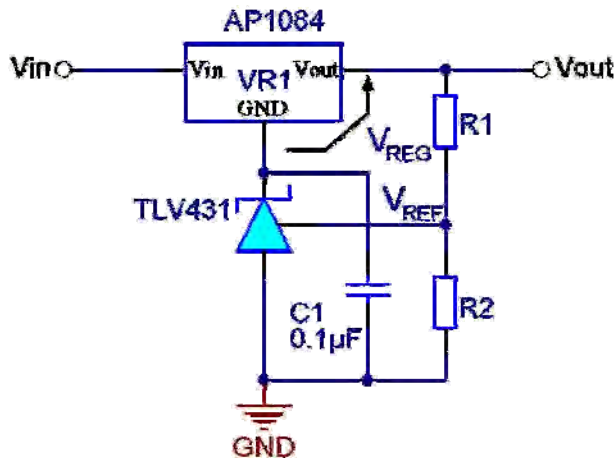 AP1084
Vin
Vin
Vout
Vout
VR1
GND
R1
VREG
VREF
TLV431
C1
0.1µF
R2
GND